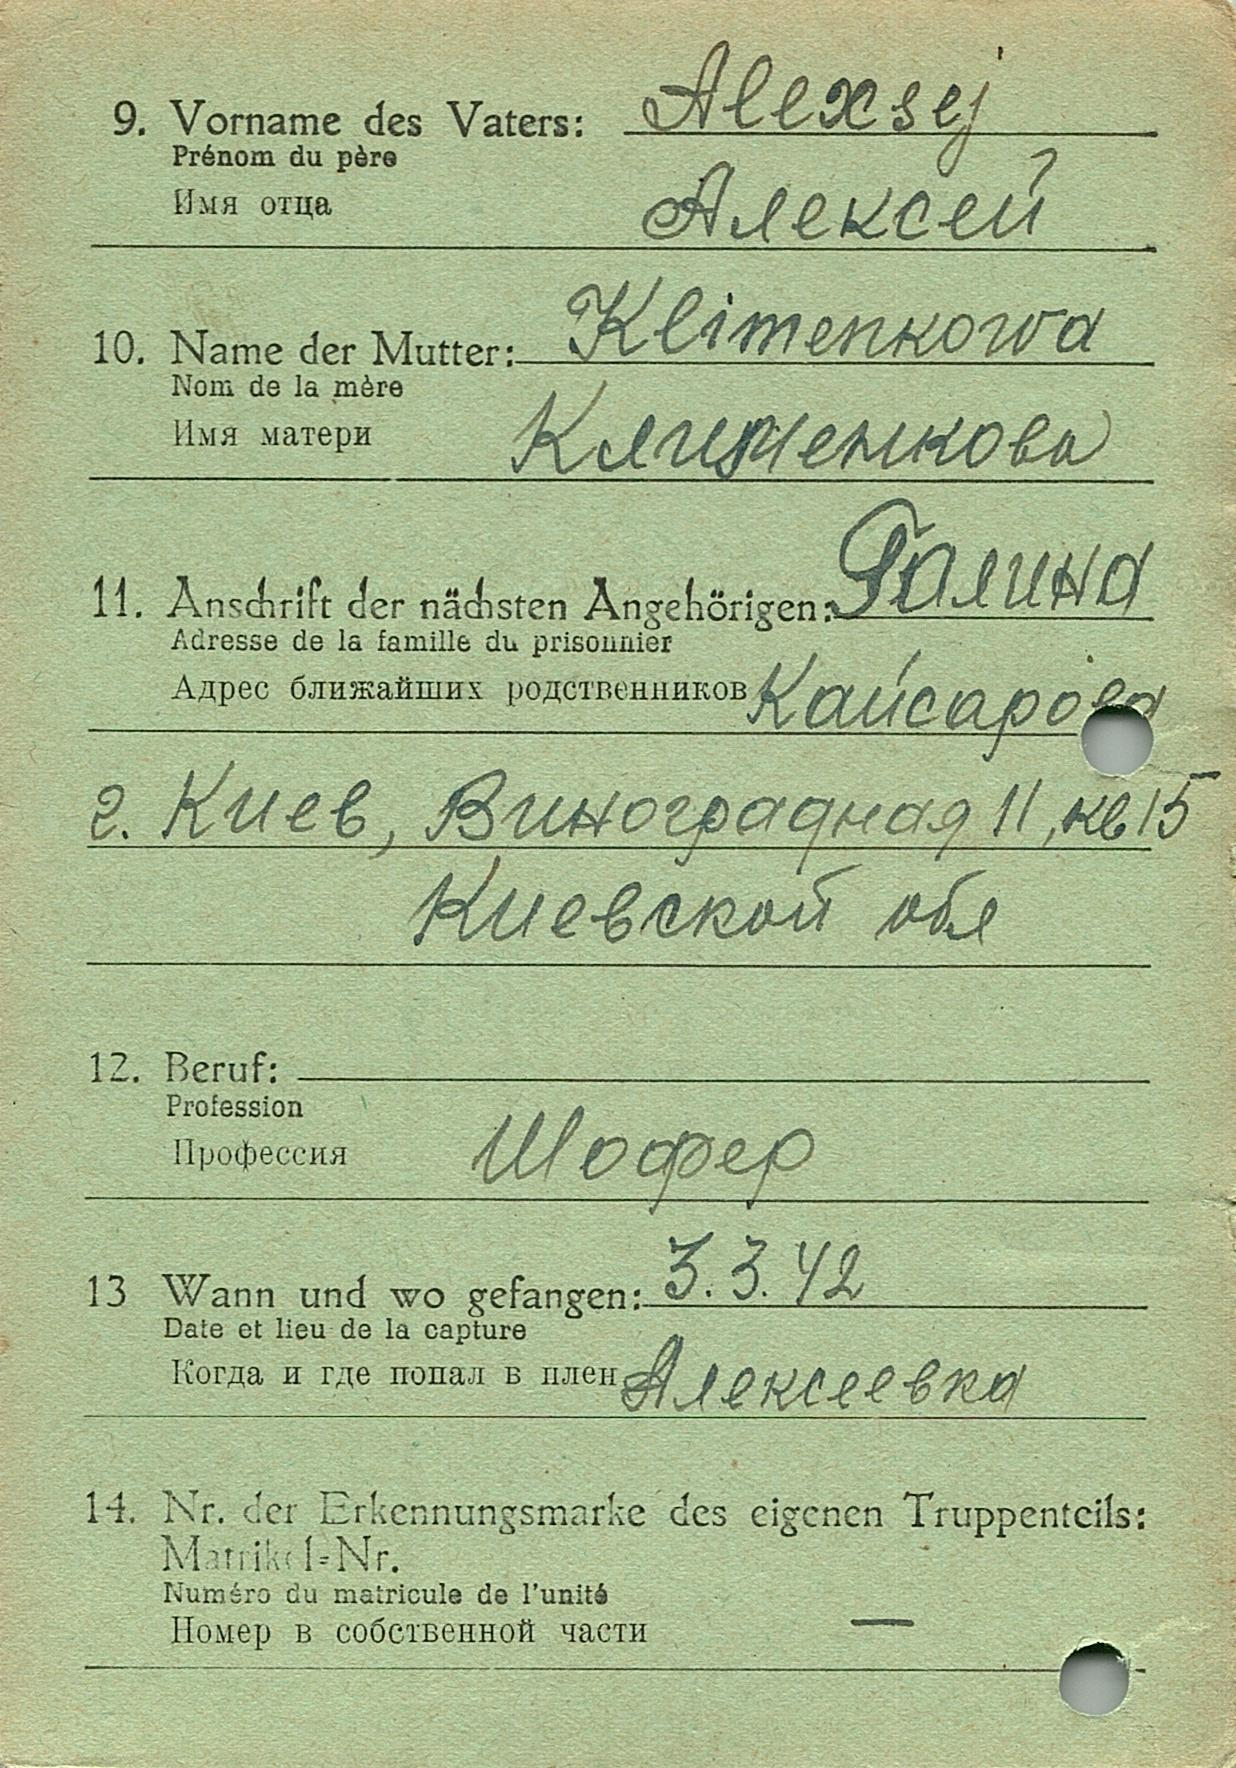 9. Vorname des Vaters: Alexsej
Prénom du père
Имя отца Алексей
10. Name der Mutter: Klimenkowa
Nom de la mère
Имя матери Клименкова
11. Anschrift der nächsten Angehörigen: Галина
Adresse de la famille du prisonnier
Адрес ближайших родственников Кайсарова
г. Киев, Виноградная 11, кв 15
Киевской обл
12. Beruf:
Profession
Профессия Шофер
13 Wann und wo gefangen: 3.3.42
Date et lieu de la capture
Когда и где попал в плен Алексеевка
14. Nr. der Erkennungsmarke des eigenen Truppenteils:
Matrikel=Nr.
Numéro du matricule de l'unité
Номер в собственной части —